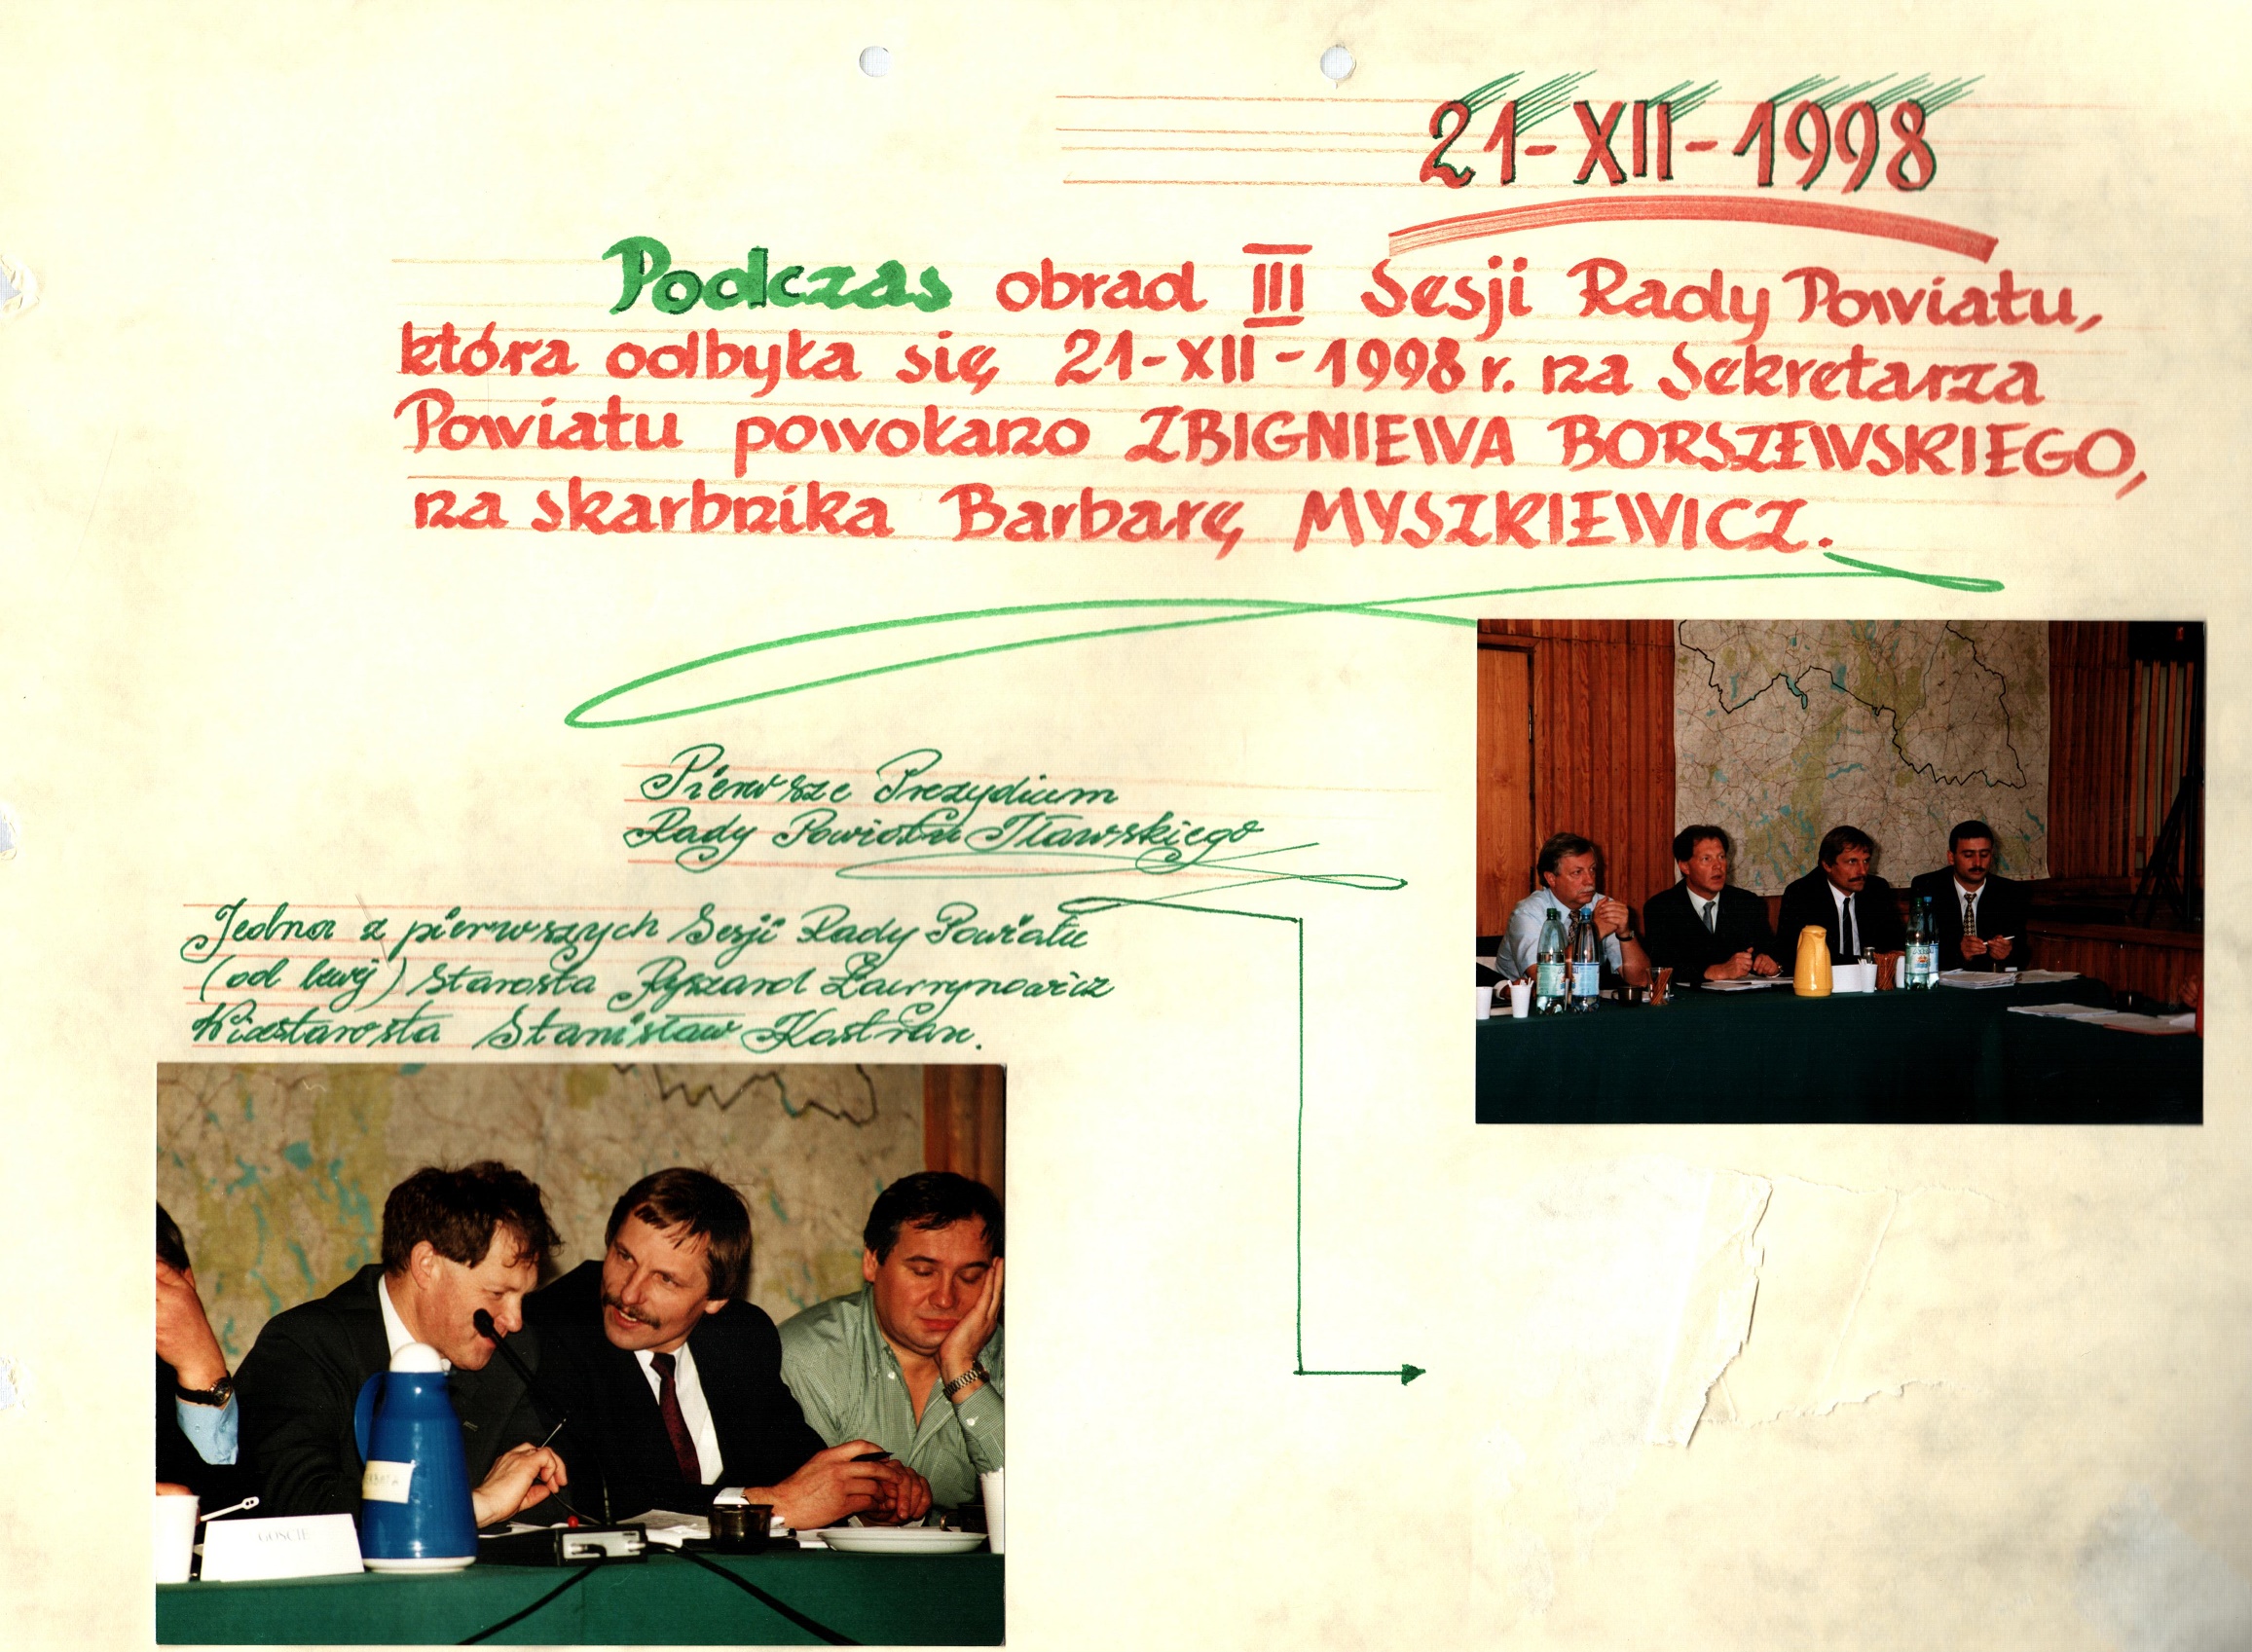 21-XII-1998
Podczas obrad III Sesji Rady Powiatu,
która odbyła się 21-XII-1998 r. na Sekretarza
Powiatu powołano ZBIGNIEWA BORSZEWSKIEGO,
na skarbnika Barbarę MYSZKIEWICZ.
Pierwsze Prezydium
Rady Powiatu Iławskiego
Jedna z pierwszych Sesji Rady Powiatu
(od lewej) Starosta Ryszard Ławrynowicz
Wicestarosta Stanisław Kastrau.
GOŚCIE